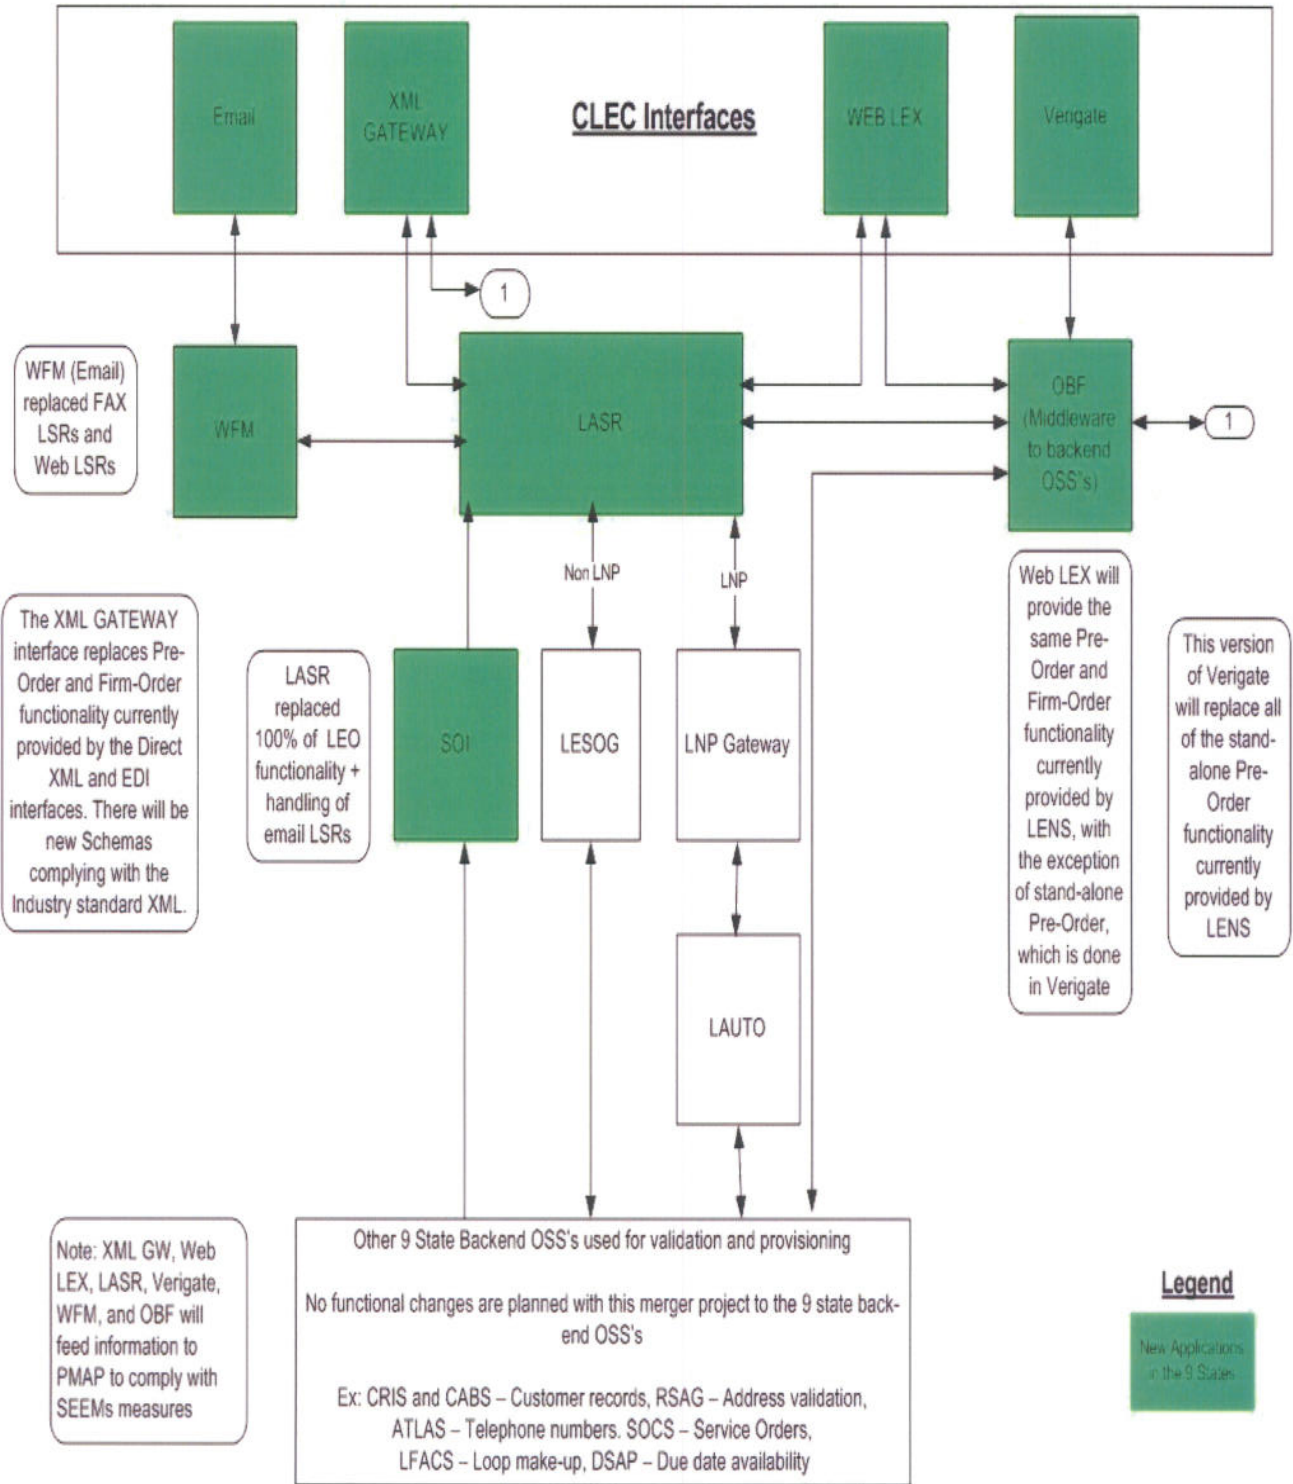 Email
XML
GATEWAY
CLEC Interfaces
WEB LEX
Verigate
1
WFM (Email)
replaced FAX
LSRs and
Web LSRs
WFM
LASR
OBF
(Middleware
to backend
OSS"s)
1
Non LNP
LNP
The XML GATEWAY
interface replaces Pre-
Order and Firm-Order
functionality currently
provided by the Direct
XML and EDI
interfaces. There will be
new Schemas
complying with the
Industry standard XML.
LASR
replaced
100% of LEO
functionality +
handling of
email LSRs
SOI
LESOG
LNP Gateway
Web LEX will
provide the
same Pre-
Order and
Firm-Order
functionality
currently
provided by
LENS, with
the exception
of stand-alone
Pre-Order,
which is done
in Verigate
This version
of Verigate
will replace all
of the stand-
alone Pre-
Order
functionality
currently
provided by
LENS
LAUTO
Note: XML GW, Web
LEX, LASR, Verigate,
WFM, and OBF will
feed information to
PMAP to comply with
SEEMs measures
Other 9 State Backend OSS's used for validation and provisioning
No functional changes are planned with this merger project to the 9 state back-
end OSS's
Ex: CRIS and CABS – Customer records, RSAG – Address validation,
ATLAS – Telephone numbers. SOCS – Service Orders,
LFACS – Loop make-up, DSAP – Due date availability
Legend
New Applications
in the 9 States